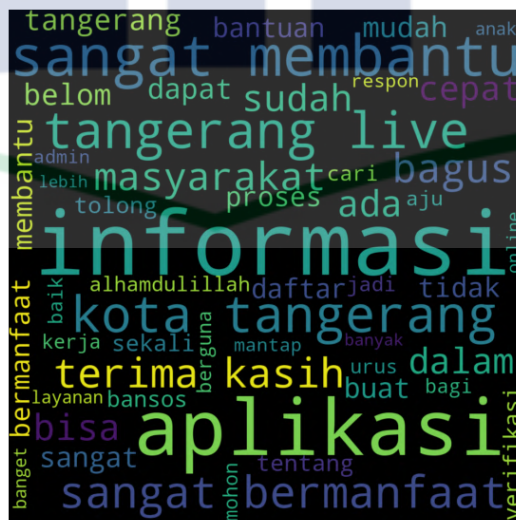 tangerang
bantuan
mudah
anak
sangat membantu
respon
belom
dapat
sudah
cepat
tangerang live
membantu
admin
lebih
masyarakat
cari
bagus
tolong
proses
ada
aju
informasi
online
alhamdulillah
daftar
jadi
tidak
baik
kota tangerang
kerja
sekali
berguna
mantap
banyak
bermanfaat
terima kasih
urus
dalam
buat
bagi
layanan
bansos
bisa
aplikasi
verifikasi
banget
sangat
mohon
tentang
sangat bermanfaat